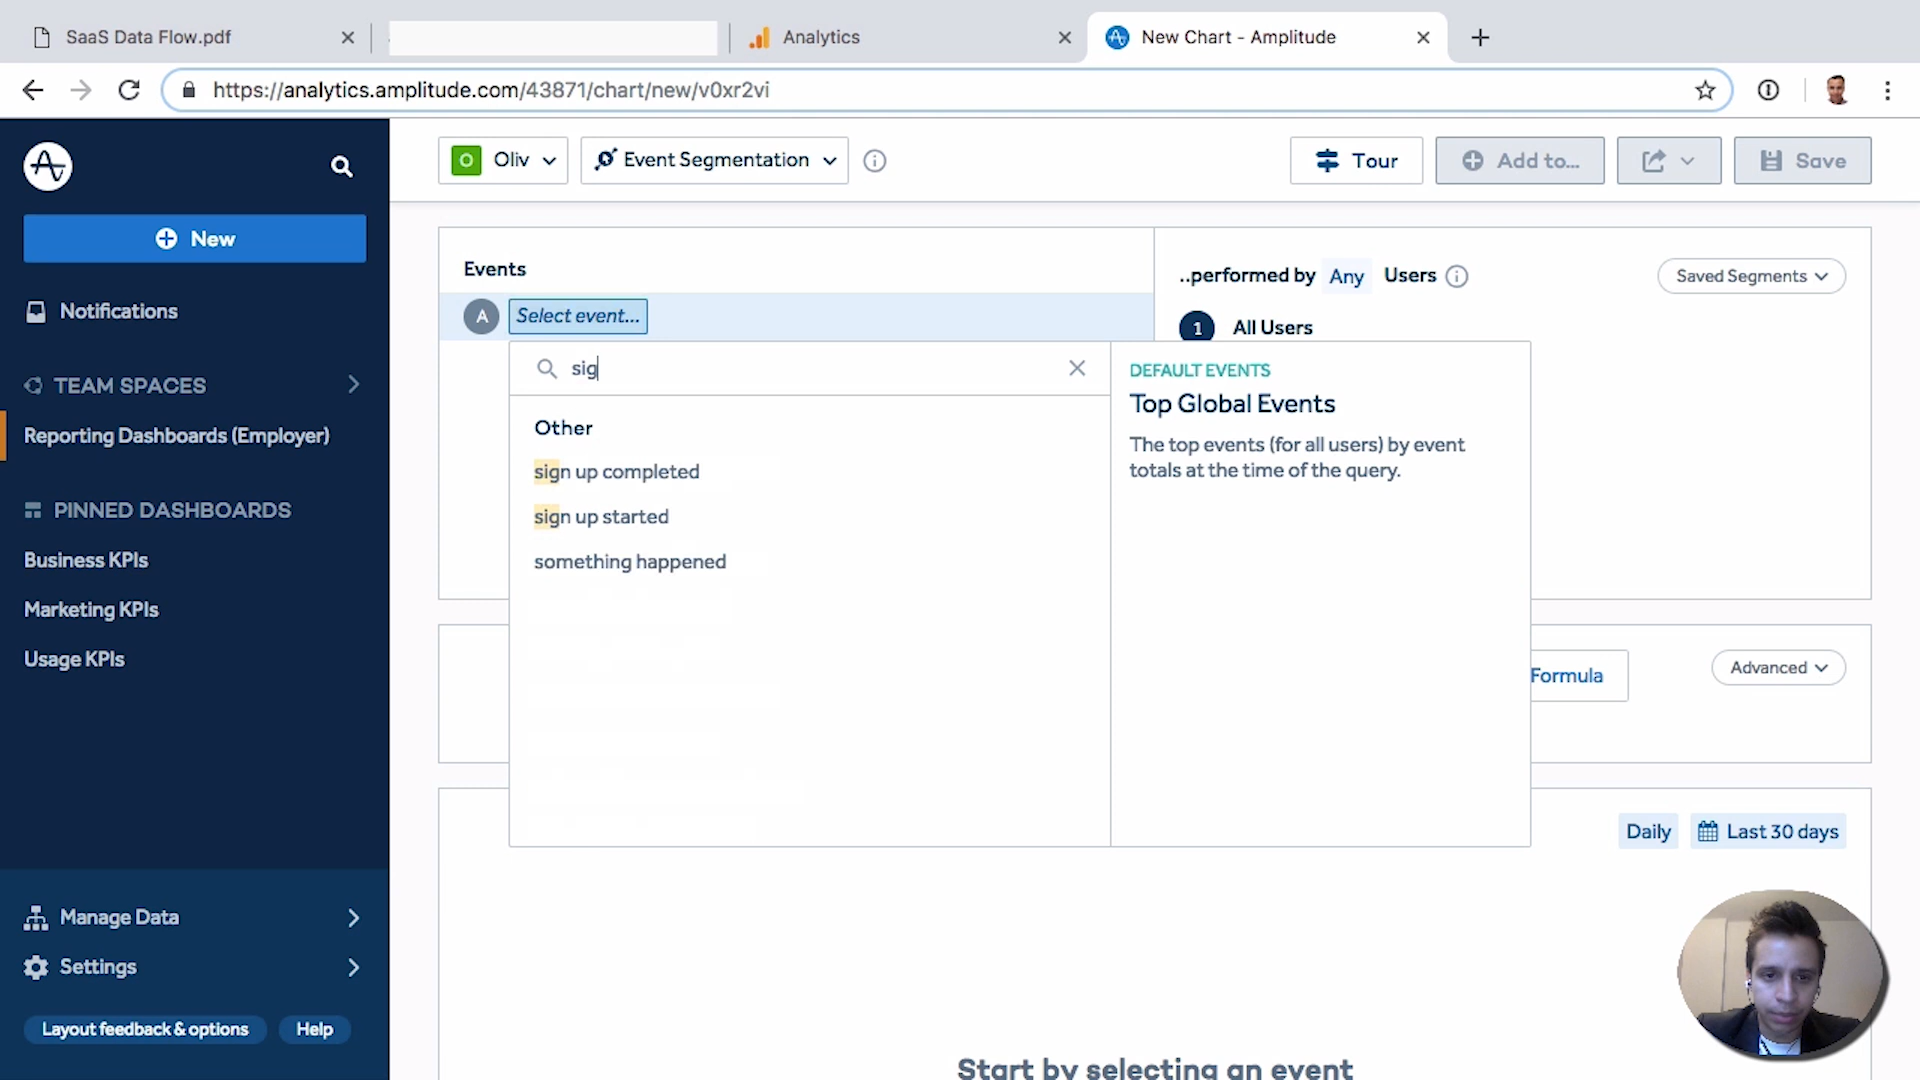 SaaS Data Flow.pdf
Analytics
New Chart - Amplitude
https://analytics.amplitude.com/43871/chart/new/v0xr2vi
New
Notifications
TEAM SPACES
Reporting Dashboards (Employer)
PINNED DASHBOARDS
Business KPIs
Marketing KPIs
Usage KPIs
Manage Data
Settings
Layout feedback & options
Help
O Oliv
Event Segmentation
Tour
Add to...
Save
Events
A Select event...
sig
Other
sign up completed
sign up started
something happened
DEFAULT EVENTS
Top Global Events
The top events (for all users) by event
totals at the time of the query.
..performed by Any Users
Saved Segments
1 All Users
Formula
Advanced
Daily
Last 30 days
Start by selecting an event